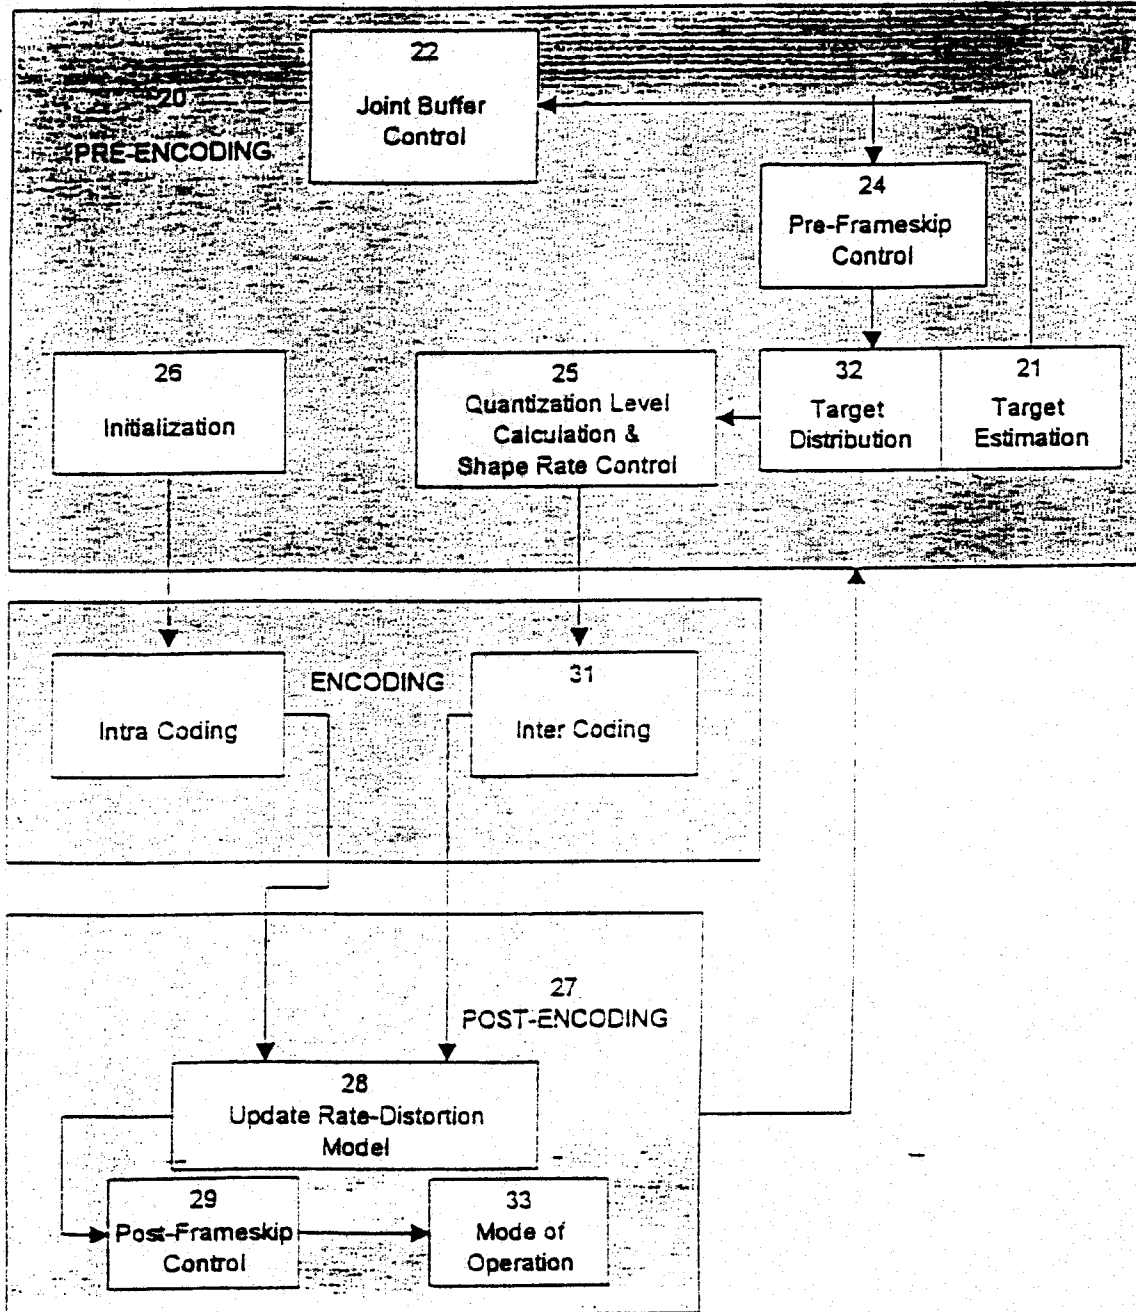 22
Joint Buffer
Control
20
PRE-ENCODING
24
Pre-Frameskip
Control
26
Initialization
25
Quantization Level
Calculation &
Shape Rate Control
32
Target
Distribution
21
Target
Estimation
Intra Coding
ENCODING
31
Inter Coding
27
POST-ENCODING
28
Update Rate-Distortion
Model
29
Post-Frameskip
Control
33
Mode of
Operation